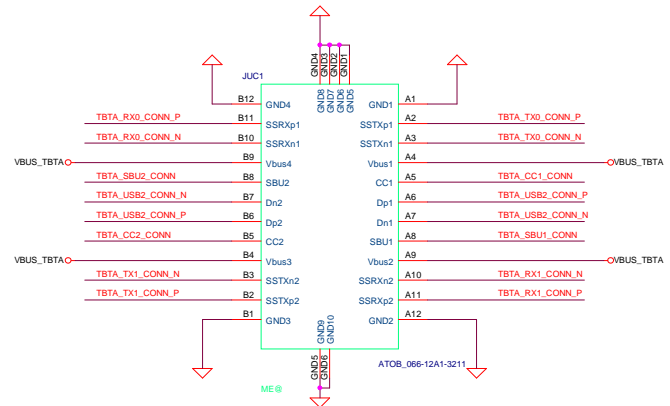 GND4
GND3
GND2
GND1
JUC1
GND8
GND7
GND6
GND5
B12 GND4 GND1 A1
TBTA_RX0_CONN_P B11 SSRXp1 SSTXp1 A2 TBTA_TX0_CONN_P
TBTA_RX0_CONN_N B10 SSRXn1 SSTXn1 A3 TBTA_TX0_CONN_N
VBUS_TBTA B9 Vbus4 Vbus1 A4 VBUS_TBTA
TBTA_SBU2_CONN B8 SBU2 CC1 A5 TBTA_CC1_CONN
TBTA_USB2_CONN_N B7 Dn2 Dp1 A6 TBTA_USB2_CONN_P
TBTA_USB2_CONN_P B6 Dp2 Dn1 A7 TBTA_USB2_CONN_N
TBTA_CC2_CONN B5 CC2 SBU1 A8 TBTA_SBU1_CONN
VBUS_TBTA B4 Vbus3 Vbus2 A9 VBUS_TBTA
TBTA_TX1_CONN_N B3 SSTXn2 SSRXn2 A10 TBTA_RX1_CONN_N
TBTA_TX1_CONN_P B2 SSTXp2 SSRXp2 A11 TBTA_RX1_CONN_P
B1 GND3 GND2 A12
GND9
GND10
GND5
GND6
ATOB_066-12A1-3211
ME@